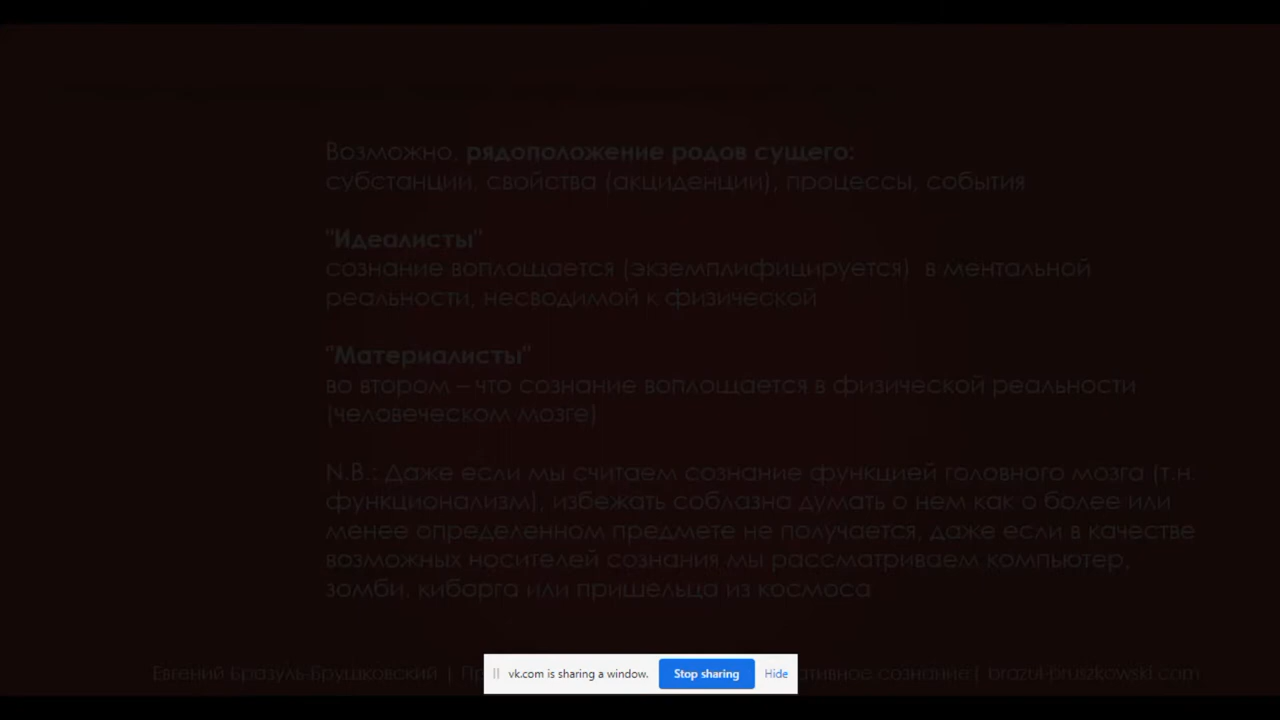 Возможно, рядоположение родов сущего:
субстанции, свойства (акциденции), процессы, события
"Идеалисты"
сознание воплощается (экземплифицируется) в ментальной
реальности, несводимой к физической
"Материалисты"
во втором – что сознание воплощается в физической реальности
(человеческом мозге)
N.B.: Даже если мы считаем сознание функцией головного мозга (т.н.
функционализм), избежать соблазна думать о нем как о более или
менее определенном предмете не получается, даже если в качестве
возможных носителей сознания мы рассматриваем компьютер,
зомби, киборга или пришельца из космоса
Евгений Бразуль-Брушковский | сознание | brazul-bruszkowski.com
vk.com is sharing a window. Stop sharing Hide